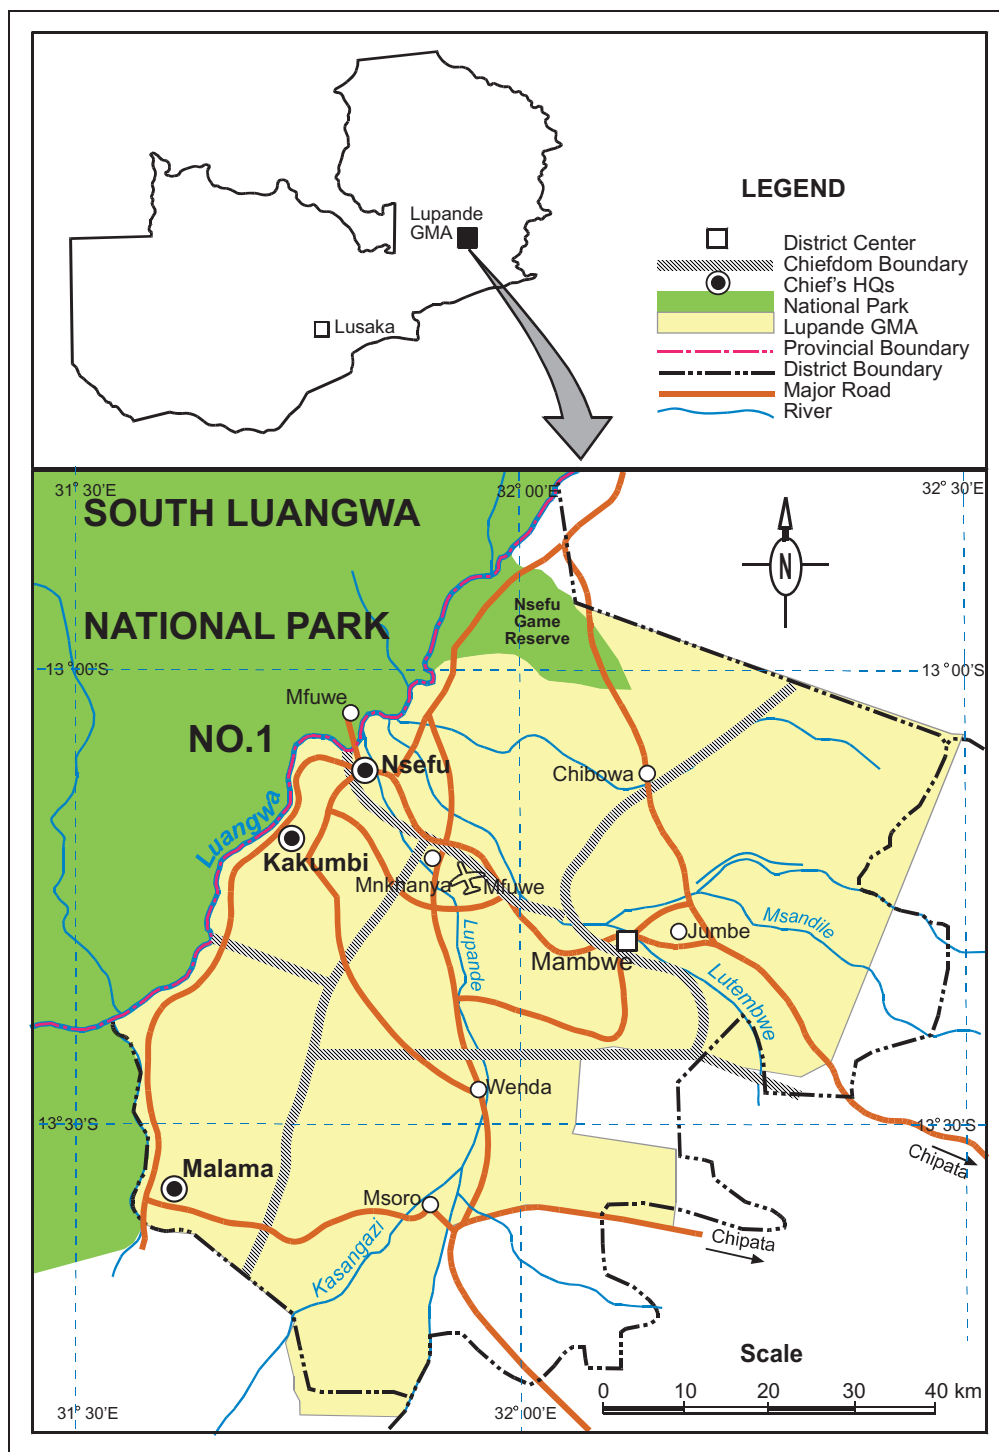 Lupande
GMA
Lusaka
LEGEND
District Center
Chiefdom Boundary
Chief's HQs
National Park
Lupande GMA
Provincial Boundary
District Boundary
Major Road
River
31° 30'E
32° 00'E
32° 30'E
SOUTH LUANGWA
NATIONAL PARK
NO.1
N
Nsefu
Game
Reserve
13°00'S
13°00'S
Mfuwe
Nsefu
Chibowa
Luangwa
Kakumbi
Mnkhanya
Mfuwe
Lupande
Msandile
Jumbe
Mambwe
Lutembwe
Wenda
13°30'S
13°30'S
Chipata
Malama
Msoro
Kasangazi
Chipata
Scale
0 10 20 30 40 km
31° 30'E
32° 00'E